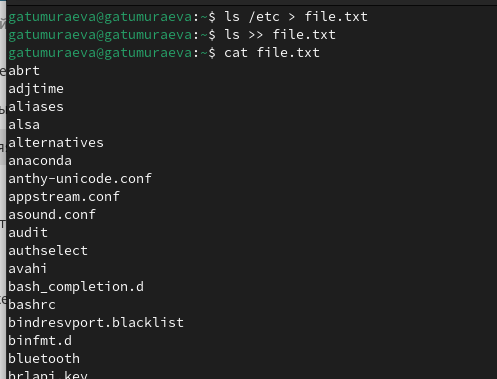 gatumuraeva@gatumuraeva:~$ ls /etc > file.txt
gatumuraeva@gatumuraeva:~$ ls >> file.txt
gatumuraeva@gatumuraeva:~$ cat file.txt
abrt
adjtime
aliases
alsa
alternatives
anaconda
anthy-unicode.conf
appstream.conf
asound.conf
audit
authselect
avahi
bash_completion.d
bashrc
bindresvport.blacklist
binfmt.d
bluetooth
brlapi.key